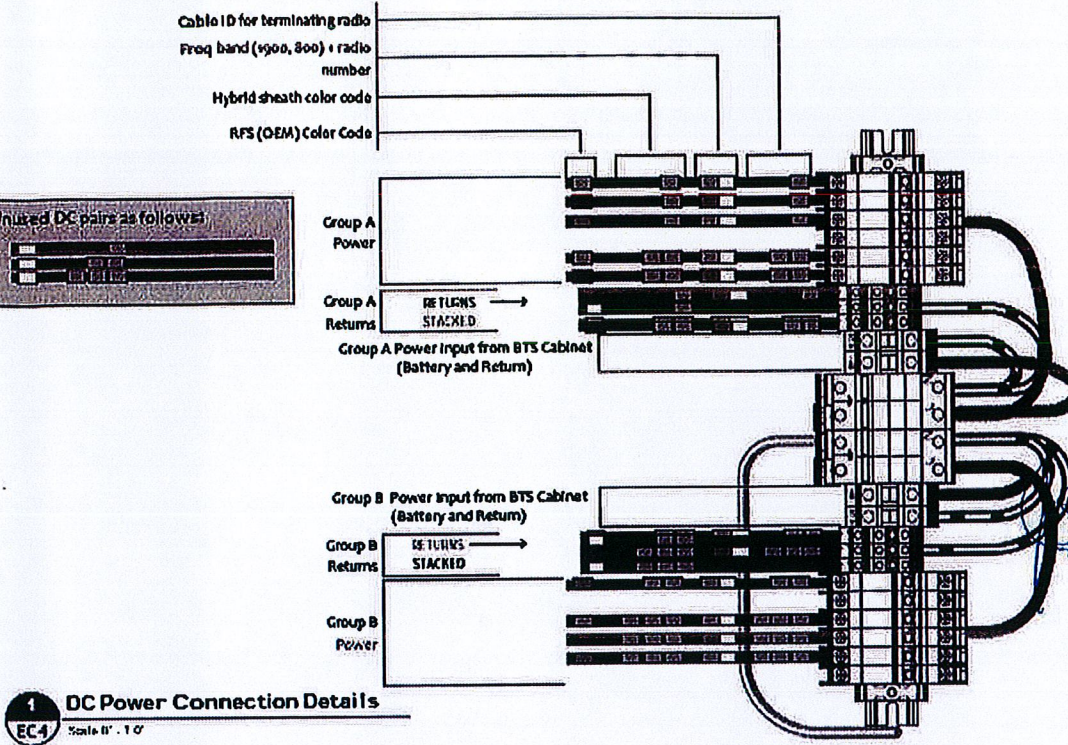 Cable ID for terminating radio
Freq band (1900, 800) + radio
number
Hybrid sheath color code
RFS (OEM) Color Code
Unused DC pairs as follows:
Group A
Power
Group A
Returns
RETURNS
STACKED
Group A Power Input from BTS Cabinet
(Battery and Return)
Group B Power Input from BTS Cabinet
(Battery and Return)
Group B
Returns
RETURNS
STACKED
Group B
Power
1
EC4
DC Power Connection Details